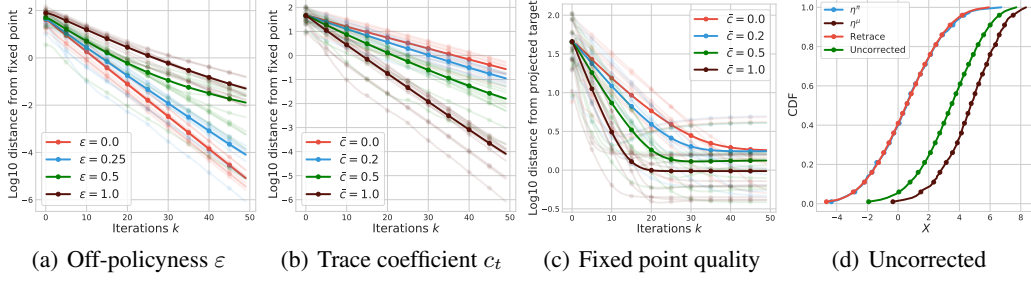 Log10 distance from fixed point
2
0
−2
−4
−6
ε = 0.0
ε = 0.25
ε = 0.5
ε = 1.0
0 10 20 30 40 50
Iterations k
(a) Off-policyness ε
Log10 distance from fixed point
2
1
0
−1
−2
−3
−4
−5
−6
c̄ = 0.0
c̄ = 0.2
c̄ = 0.5
c̄ = 1.0
0 10 20 30 40 50
Iterations k
(b) Trace coefficient cₜ
Log10 distance from projected target
2.0
1.5
1.0
0.5
0.0
−0.5
c̄ = 0.0
c̄ = 0.2
c̄ = 0.5
c̄ = 1.0
0 10 20 30 40 50
Iterations k
(c) Fixed point quality
CDF
1.0
0.8
0.6
0.4
0.2
0.0
η^π
η^μ
Retrace
Uncorrected
−4 −2 0 2 4 6 8
X
(d) Uncorrected